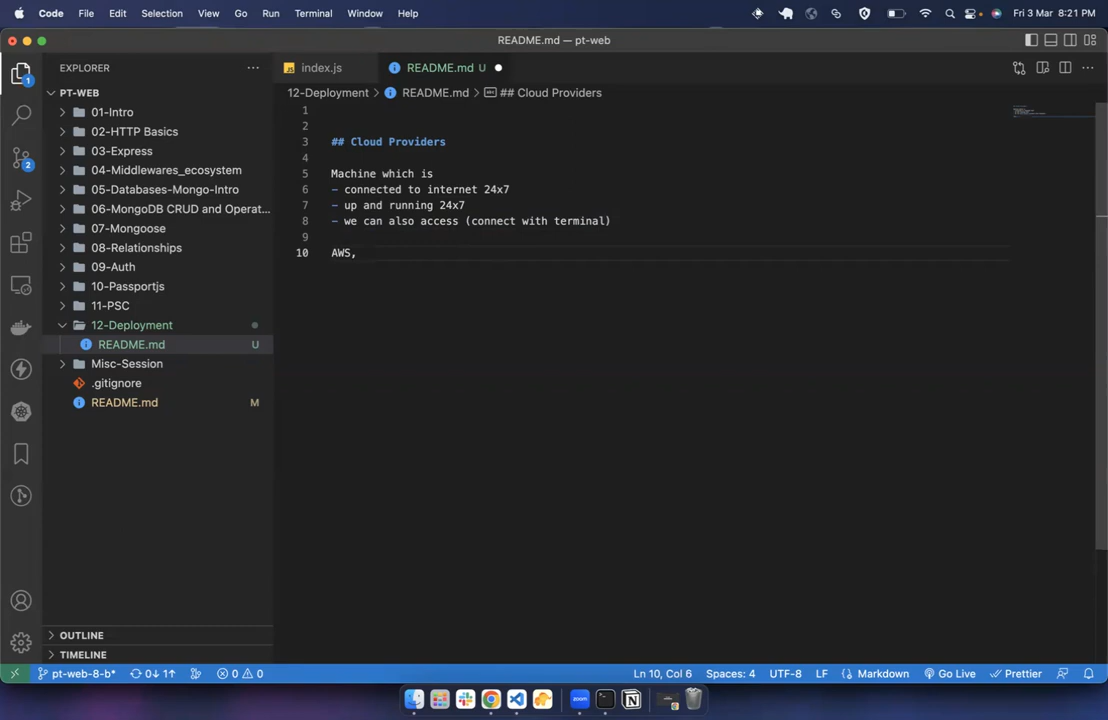 Code File Edit Selection View Go Run Terminal Window Help Fri 3 Mar 8:21 PM
README.md — pt-web
EXPLORER
index.js
README.md U
PT-WEB
12-Deployment > README.md > ## Cloud Providers
01-Intro
02-HTTP Basics
03-Express
04-Middlewares_ecosystem
05-Databases-Mongo-Intro
06-MongoDB CRUD and Operat...
07-Mongoose
08-Relationships
09-Auth
10-Passportjs
11-PSC
12-Deployment
README.md U
Misc-Session
.gitignore
README.md M
1
2
3 ## Cloud Providers
4
5 Machine which is
6 - connected to internet 24x7
7 - up and running 24x7
8 - we can also access (connect with terminal)
9
10 AWS,
1
2
OUTLINE
TIMELINE
pt-web-8-b* 0↓ 1↑ 0 0 Ln 10, Col 6 Spaces: 4 UTF-8 LF Markdown Go Live Prettier
zoom